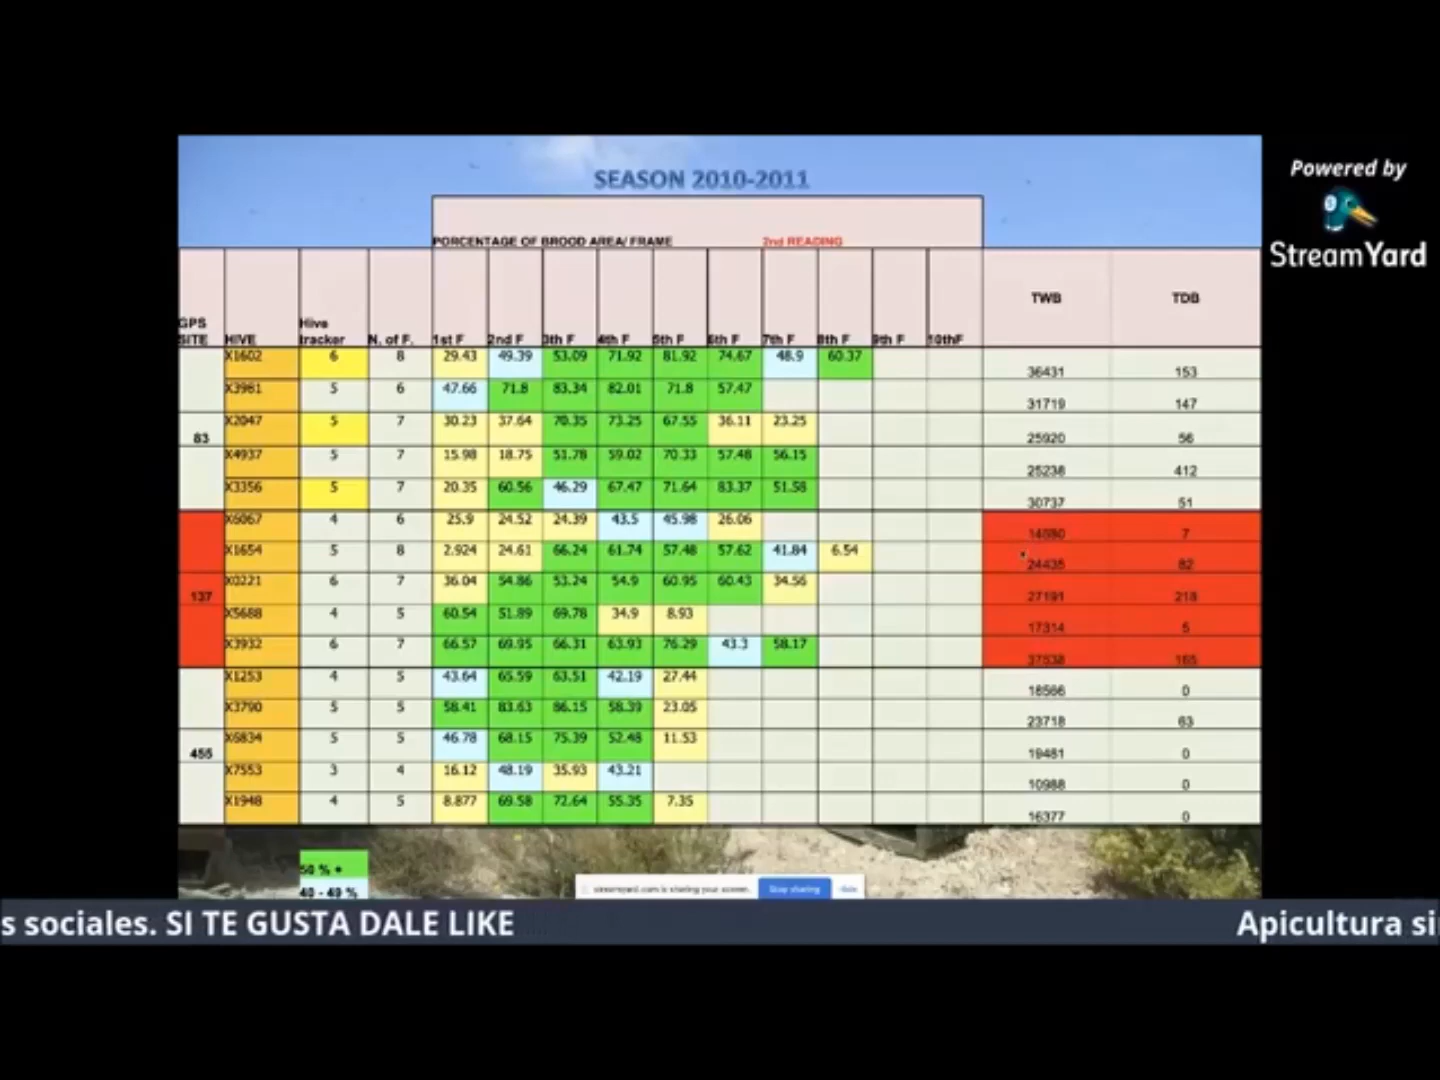 Powered by
StreamYard
SEASON 2010-2011
PORCENTAGE OF BROOD AREA/ FRAME 2nd READING
TWB TDB
GPS Hive
SITE HIVE tracker N. of F. 1st F 2nd F 3th F 4th F 5th F 6th F 7th F 8th F 9th F 10thF
X1602 6 8 29.43 49.39 53.09 71.92 81.92 74.67 48.9 60.37 36431 153
X3981 5 6 47.66 71.8 83.34 82.01 71.8 57.47 31719 147
83 X2047 5 7 30.23 37.64 70.35 73.25 67.55 36.11 23.25 25920 56
X4937 5 7 15.98 18.75 51.78 59.02 70.33 57.48 56.15 25238 412
X3356 5 7 20.35 60.56 46.29 67.47 71.64 83.37 51.58 30737 51
4 6 25.9 24.52 24.39 43.5 45.98 26.06 7
X1654 5 8 2.924 24.61 66.24 61.74 57.48 57.62 41.84 6.54 24435 82
137 X0221 6 7 36.04 54.86 53.24 54.9 60.95 60.43 34.56 27191 218
X5688 4 5 60.54 51.89 69.78 34.9 8.93 17314 5
X3932 6 7 66.57 69.95 66.31 63.93 76.29 43.3 58.17 37538 165
X1253 4 5 43.64 65.59 63.51 42.19 27.44 18566 0
X3790 5 5 58.41 83.63 86.15 58.39 23.05 23718 63
455 X6834 5 5 46.78 68.15 75.39 52.48 11.53 19481 0
X7553 3 4 16.12 48.19 35.93 43.21 10988 0
X1948 4 5 8.877 69.58 72.64 55.35 7.35 16377 0
50 % +
40 - 49 %
streamyard.com is sharing your screen. Stop sharing Hide
s sociales. SI TE GUSTA DALE LIKE Apicultura si